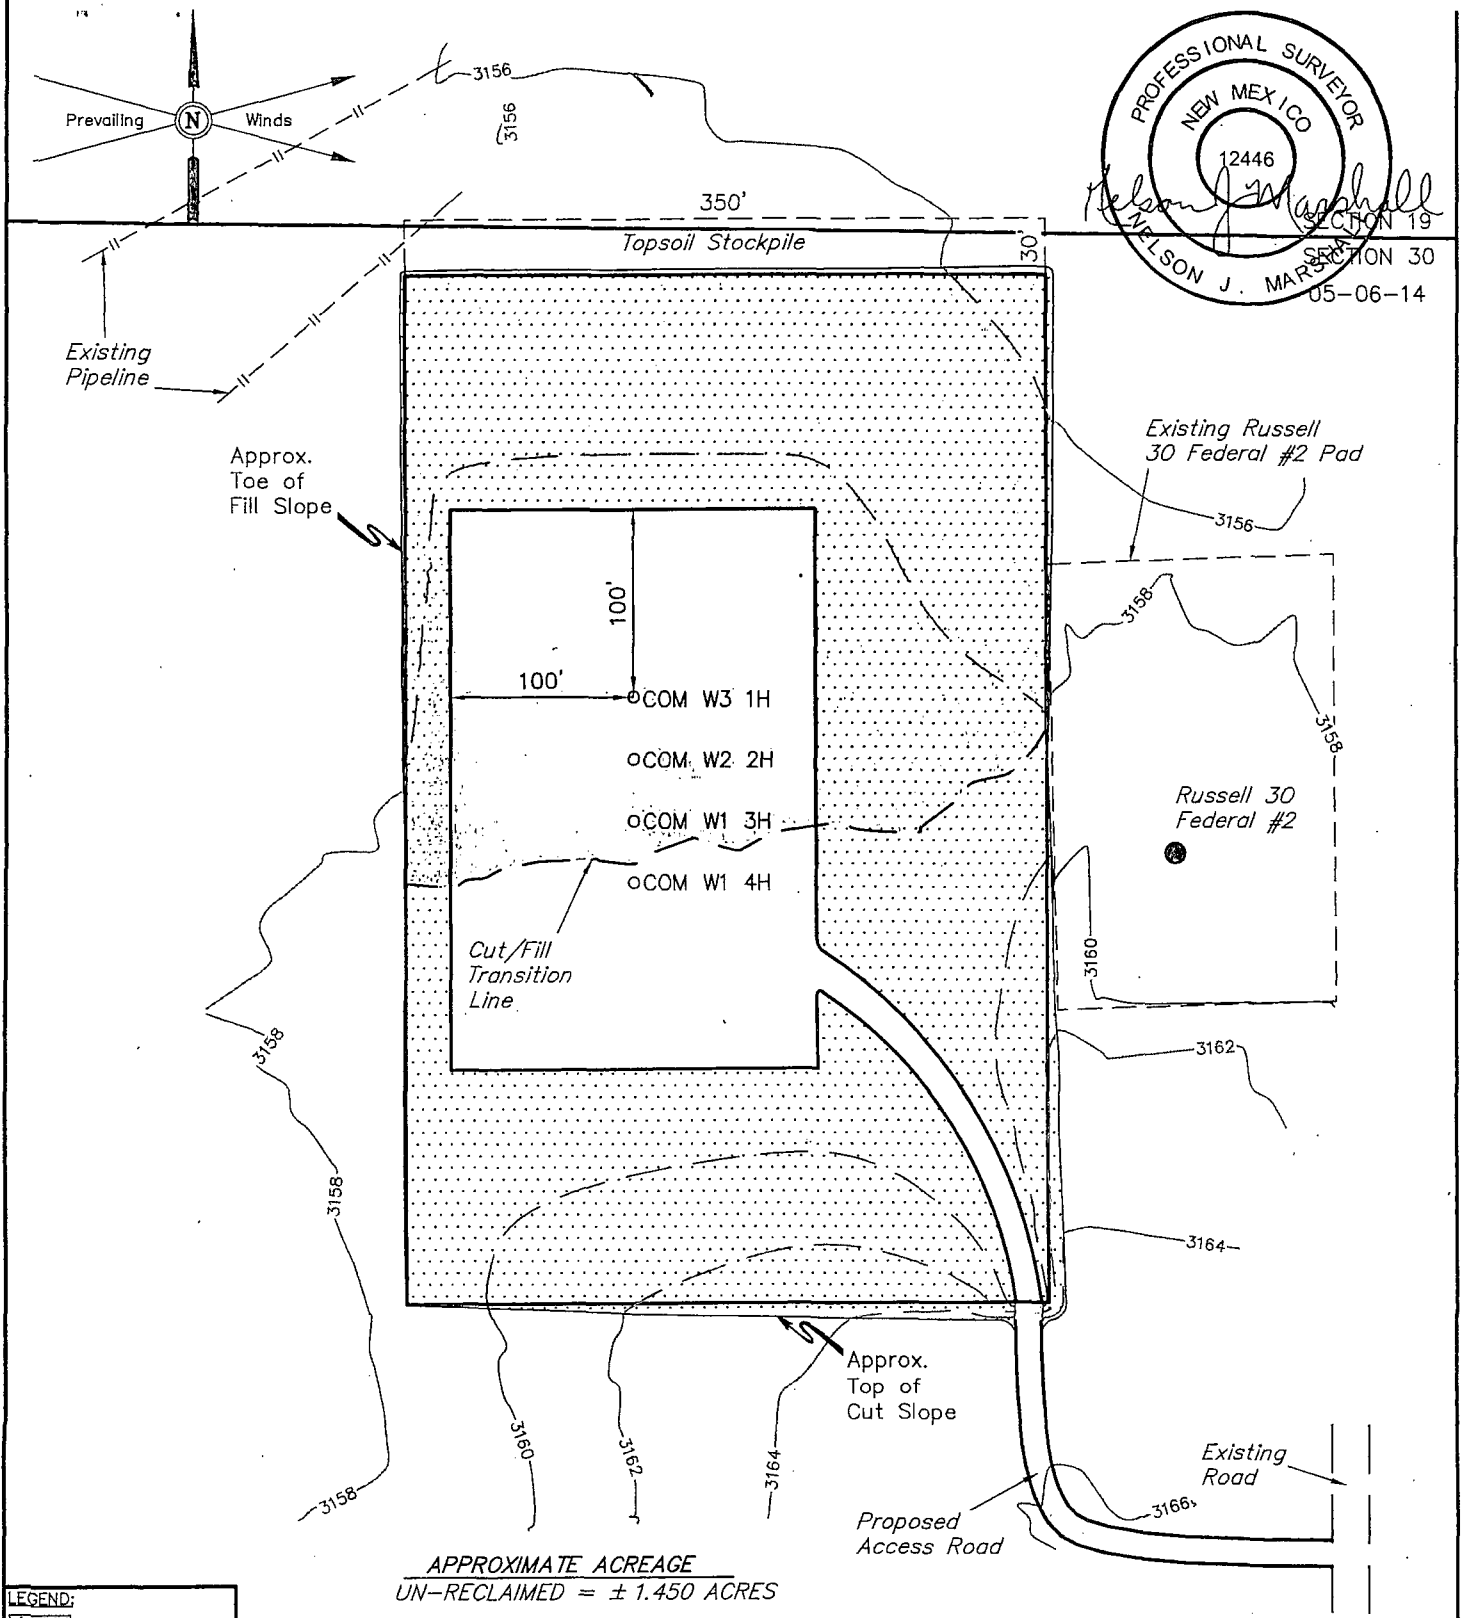 3156
3156
Prevailing
N
Winds
PROFESSIONAL SURVEYOR
NEW MEXICO
12446
Nelson J. Marshall
NELSON J. MARSHALL
SECTION 19
SECTION 30
05-06-14
350'
Topsoil Stockpile
30'
Existing
Pipeline
Existing Russell
30 Federal #2 Pad
Approx.
Toe of
Fill Slope
3156
100'
3158
100'
COM W3 1H
3158
COM W2 2H
Russell 30
Federal #2
COM W1 3H
COM W1 4H
Cut/Fill
Transition
Line
3160
3158
3162
3158
3164
Approx.
Top of
Cut Slope
3160
3162
3164
Existing
Road
3158
3166
Proposed
Access Road
APPROXIMATE ACREAGE
UN-RECLAIMED = ± 1.450 ACRES
LEGEND: